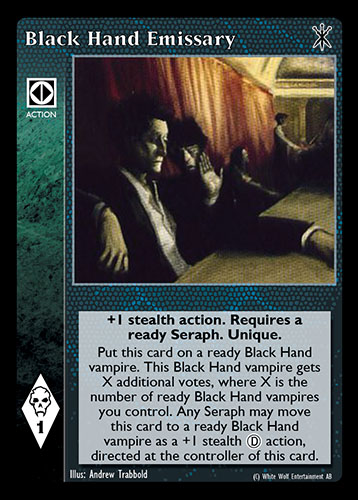 Black Hand Emissary
ACTION
+1 stealth action. Requires a
ready Seraph. Unique.
Put this card on a ready Black Hand
vampire. This Black Hand vampire gets
X additional votes, where X is the
number of ready Black Hand vampires
you control. Any Seraph may move
this card to a ready Black Hand
vampire as a +1 stealth Ⓓ action,
directed at the controller of this card.
1
Illus: Andrew Trabbold
(C) White Wolf Entertainment AB